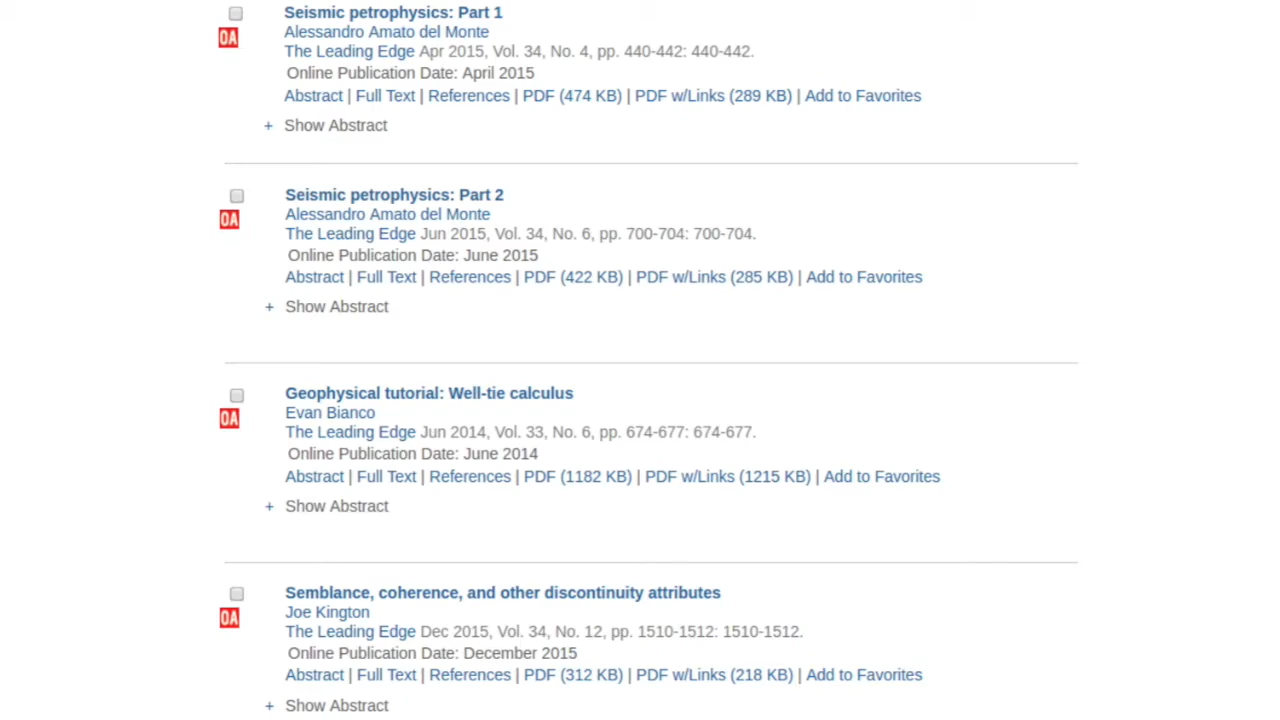 Seismic petrophysics: Part 1
OA
Alessandro Amato del Monte
The Leading Edge Apr 2015, Vol. 34, No. 4, pp. 440-442: 440-442.
Online Publication Date: April 2015
Abstract | Full Text | References | PDF (474 KB) | PDF w/Links (289 KB) | Add to Favorites
+ Show Abstract
Seismic petrophysics: Part 2
OA
Alessandro Amato del Monte
The Leading Edge Jun 2015, Vol. 34, No. 6, pp. 700-704: 700-704.
Online Publication Date: June 2015
Abstract | Full Text | References | PDF (422 KB) | PDF w/Links (285 KB) | Add to Favorites
+ Show Abstract
Geophysical tutorial: Well-tie calculus
OA
Evan Bianco
The Leading Edge Jun 2014, Vol. 33, No. 6, pp. 674-677: 674-677.
Online Publication Date: June 2014
Abstract | Full Text | References | PDF (1182 KB) | PDF w/Links (1215 KB) | Add to Favorites
+ Show Abstract
Semblance, coherence, and other discontinuity attributes
OA
Joe Kington
The Leading Edge Dec 2015, Vol. 34, No. 12, pp. 1510-1512: 1510-1512.
Online Publication Date: December 2015
Abstract | Full Text | References | PDF (312 KB) | PDF w/Links (218 KB) | Add to Favorites
+ Show Abstract